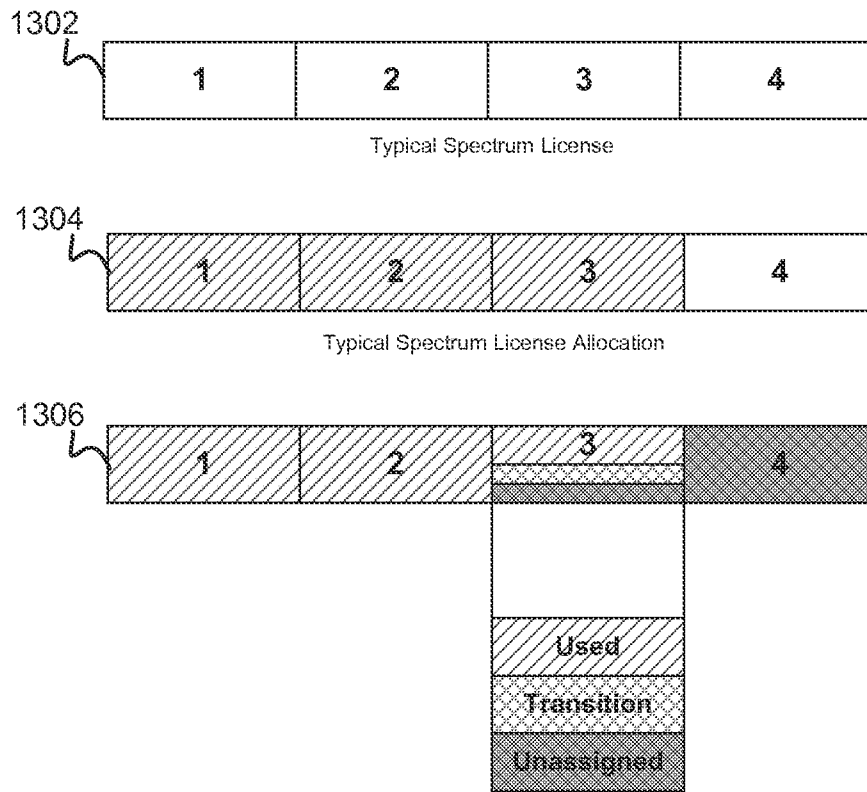 1302
1 2 3 4
Typical Spectrum License
1304
1 2 3 4
Typical Spectrum License Allocation
1306
1 2 3 4
Used
Transition
Unassigned